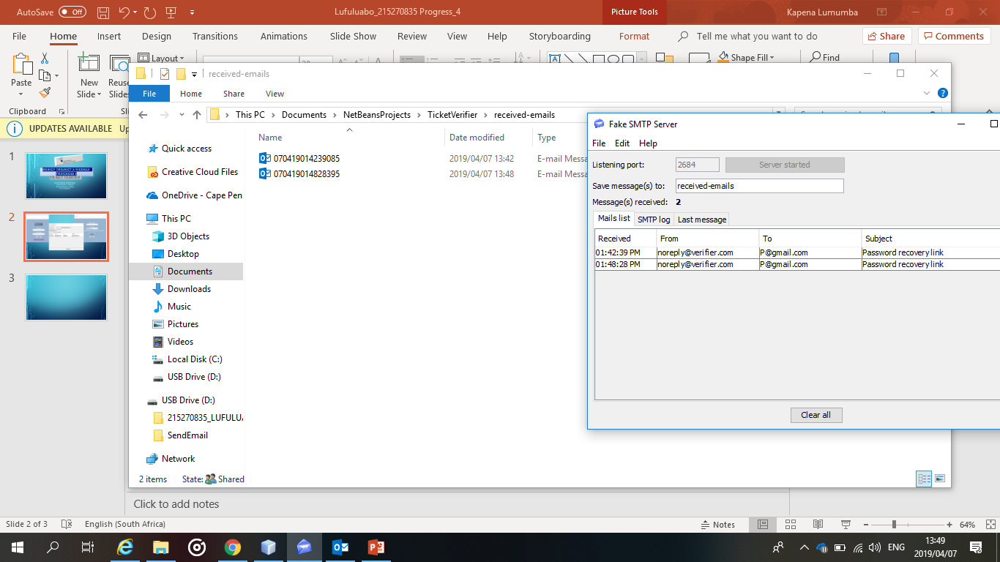 AutoSave Off Lufuluabo_215270835 Progress_4 Picture Tools Kapena Lumumba
File Home Insert Design Transitions Animations Slide Show Review View Help Storyboarding Format Tell me what you want to do Share Comments
Paste New Slide Reuse Slides Layout Shape Fill Find
Clipboard
UPDATES AVAILABLE
received-emails
File Home Share View
This PC Documents NetBeansProjects TicketVerifier received-emails
Name Date modified Type
070419014239085 2019/04/07 13:42 E-mail Messa
070419014828395 2019/04/07 13:48 E-mail Messa
Quick access
Creative Cloud Files
OneDrive - Cape Pen
This PC
3D Objects
Desktop
Documents
Downloads
Music
Pictures
Videos
Local Disk (C:)
USB Drive (D:)
USB Drive (D:)
215270835_LUFULUA
SendEmail
Network
2 items State: Shared
Fake SMTP Server
File Edit Help
Listening port: 2684 Server started
Save message(s) to: received-emails
Message(s) received: 2
Mails list SMTP log Last message
Received From To Subject
01:42:39 PM noreply@verifier.com P@gmail.com Password recovery link
01:48:28 PM noreply@verifier.com P@gmail.com Password recovery link
Clear all
1
2
3
Click to add notes
Slide 2 of 3 English (South Africa) Notes 64%
ENG 13:49
2019/04/07